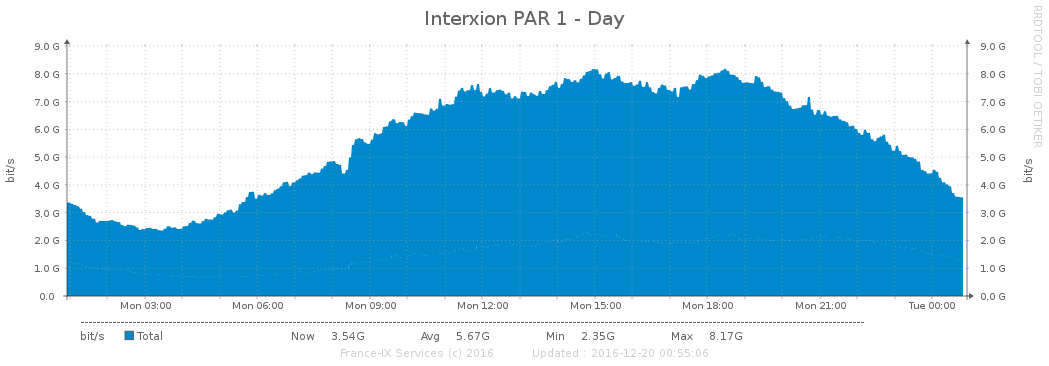 Interxion PAR 1 - Day
RRDTOOL / TOBI OETIKER
bit/s
9.0 G 9.0 G
8.0 G 8.0 G
7.0 G 7.0 G
6.0 G 6.0 G
5.0 G 5.0 G
4.0 G 4.0 G
3.0 G 3.0 G
2.0 G 2.0 G
1.0 G 1.0 G
0.0 0.0 G
bit/s
Mon 03:00 Mon 06:00 Mon 09:00 Mon 12:00 Mon 15:00 Mon 18:00 Mon 21:00 Tue 00:00
bit/s Total Now 3.54G Avg 5.67G Min 2.35G Max 8.17G
France-IX Services (c) 2016 Updated : 2016-12-20 00:55:06